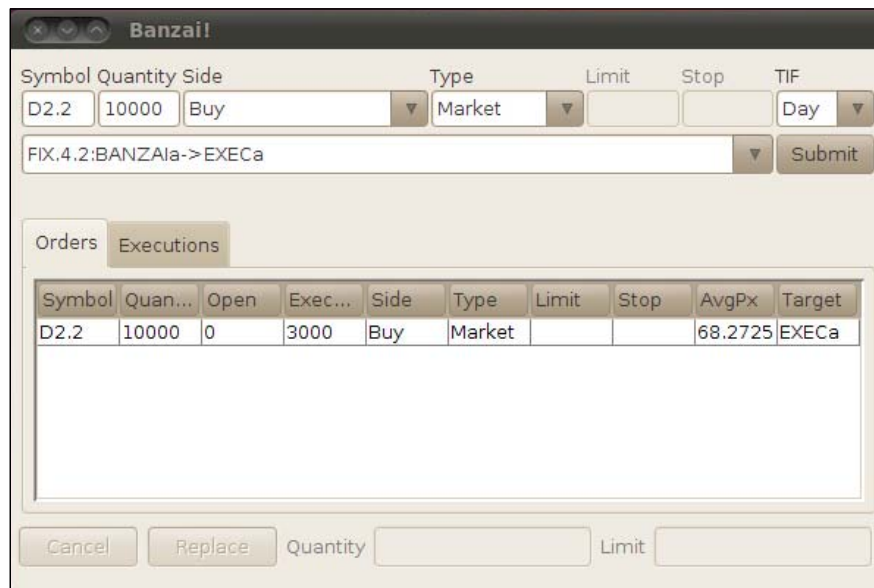 Banzai!
Symbol Quantity Side Type Limit Stop TIF
D2.2 10000 Buy Market Day
FIX.4.2:BANZAIa->EXECa Submit
Orders Executions
Symbol Quan... Open Exec... Side Type Limit Stop AvgPx Target
D2.2 10000 0 3000 Buy Market 68.2725 EXECa
Cancel Replace Quantity Limit